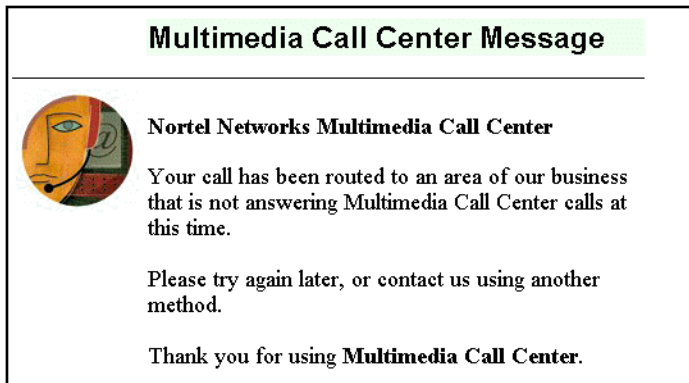 Multimedia Call Center Message
Nortel Networks Multimedia Call Center
Your call has been routed to an area of our business
that is not answering Multimedia Call Center calls at
this time.
Please try again later, or contact us using another
method.
Thank you for using Multimedia Call Center.